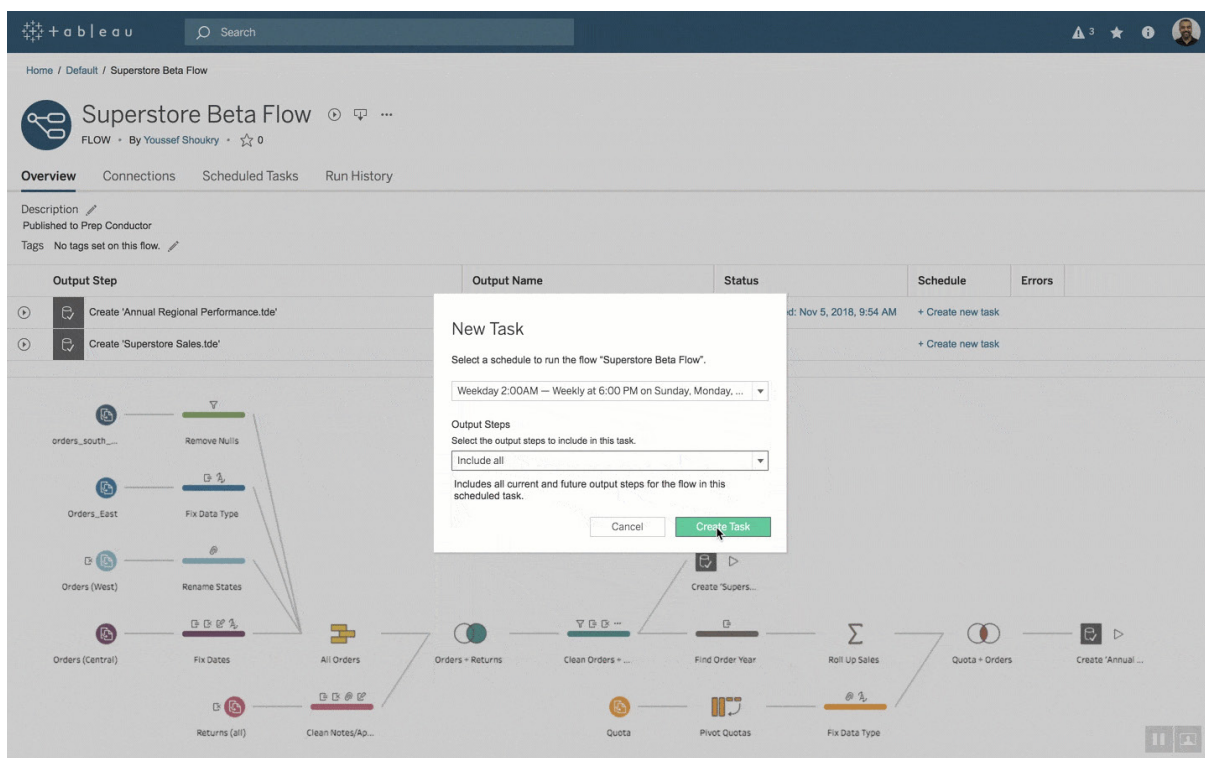 + a b | e a u
Search
3
Home / Default / Superstore Beta Flow
Superstore Beta Flow
FLOW • By Youssef Shoukry • 0
Overview Connections Scheduled Tasks Run History
Description
Published to Prep Conductor
Tags No tags set on this flow.
Output Step Output Name Status Schedule Errors
Create 'Annual Regional Performance.tde' d: Nov 5, 2018, 9:54 AM + Create new task
Create 'Superstore Sales.tde' + Create new task
New Task
Select a schedule to run the flow “Superstore Beta Flow”.
Weekday 2:00AM — Weekly at 6:00 PM on Sunday, Monday, ...
Output Steps
Select the output steps to include in this task.
Include all
Includes all current and future output steps for the flow in this
scheduled task.
Cancel Create Task
orders_south_... Remove Nulls
Orders_East Fix Data Type
Orders (West) Rename States Create 'Supers...
Orders (Central) Fix Dates All Orders Orders + Returns Clean Orders + ... Find Order Year Roll Up Sales Quota + Orders Create 'Annual ...
Returns (all) Clean Notes/Ap... Quota Pivot Quotas Fix Data Type